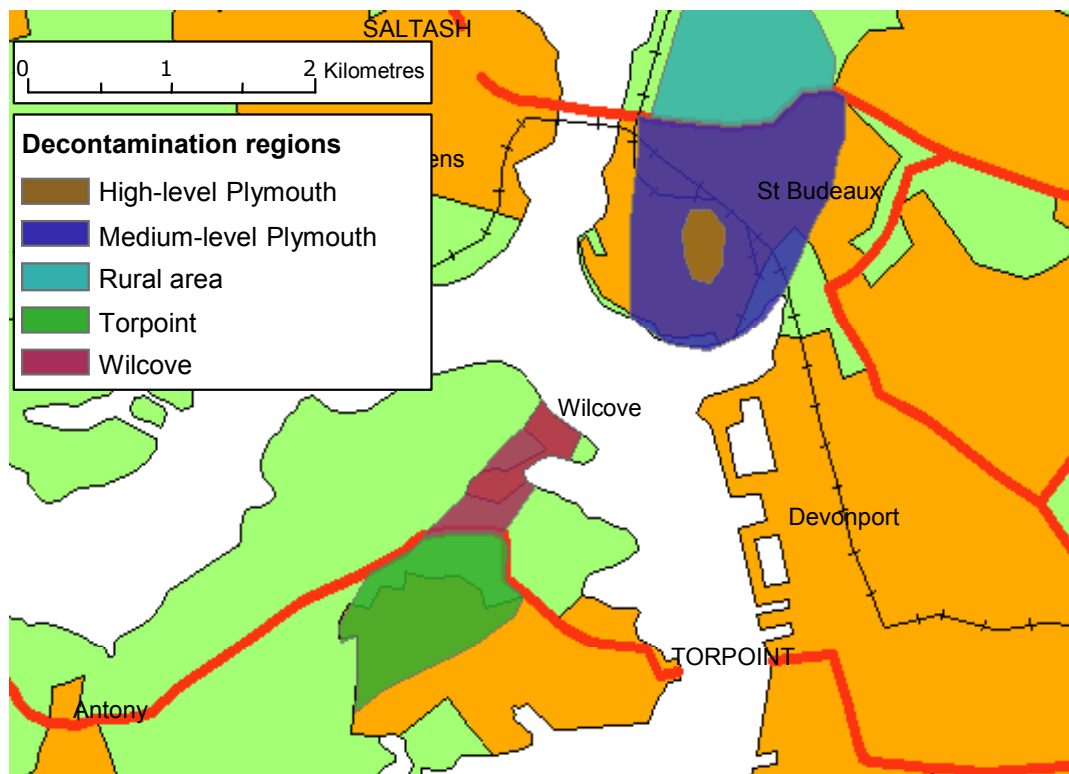 SALTASH
0 1 2 Kilometres
Decontamination regions
High-level Plymouth
Medium-level Plymouth
Rural area
Torpoint
Wilcove
ens
St Budeaux
Wilcove
Devonport
TORPOINT
Antony